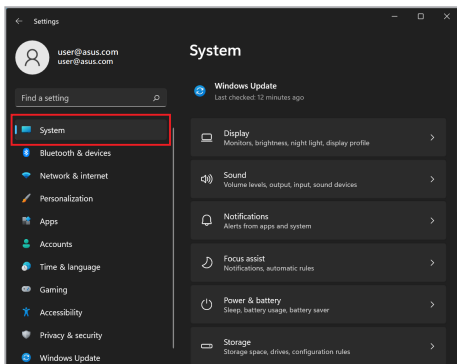 Settings
user@asus.com
user@asus.com
Find a setting
System
Bluetooth & devices
Network & internet
Personalization
Apps
Accounts
Time & language
Gaming
Accessibility
Privacy & security
Windows Update
System
Windows Update
Last checked: 12 minutes ago
Display
Monitors, brightness, night light, display profile
Sound
Volume levels, output, input, sound devices
Notifications
Alerts from apps and system
Focus assist
Notifications, automatic rules
Power & battery
Sleep, battery usage, battery saver
Storage
Storage space, drives, configuration rules